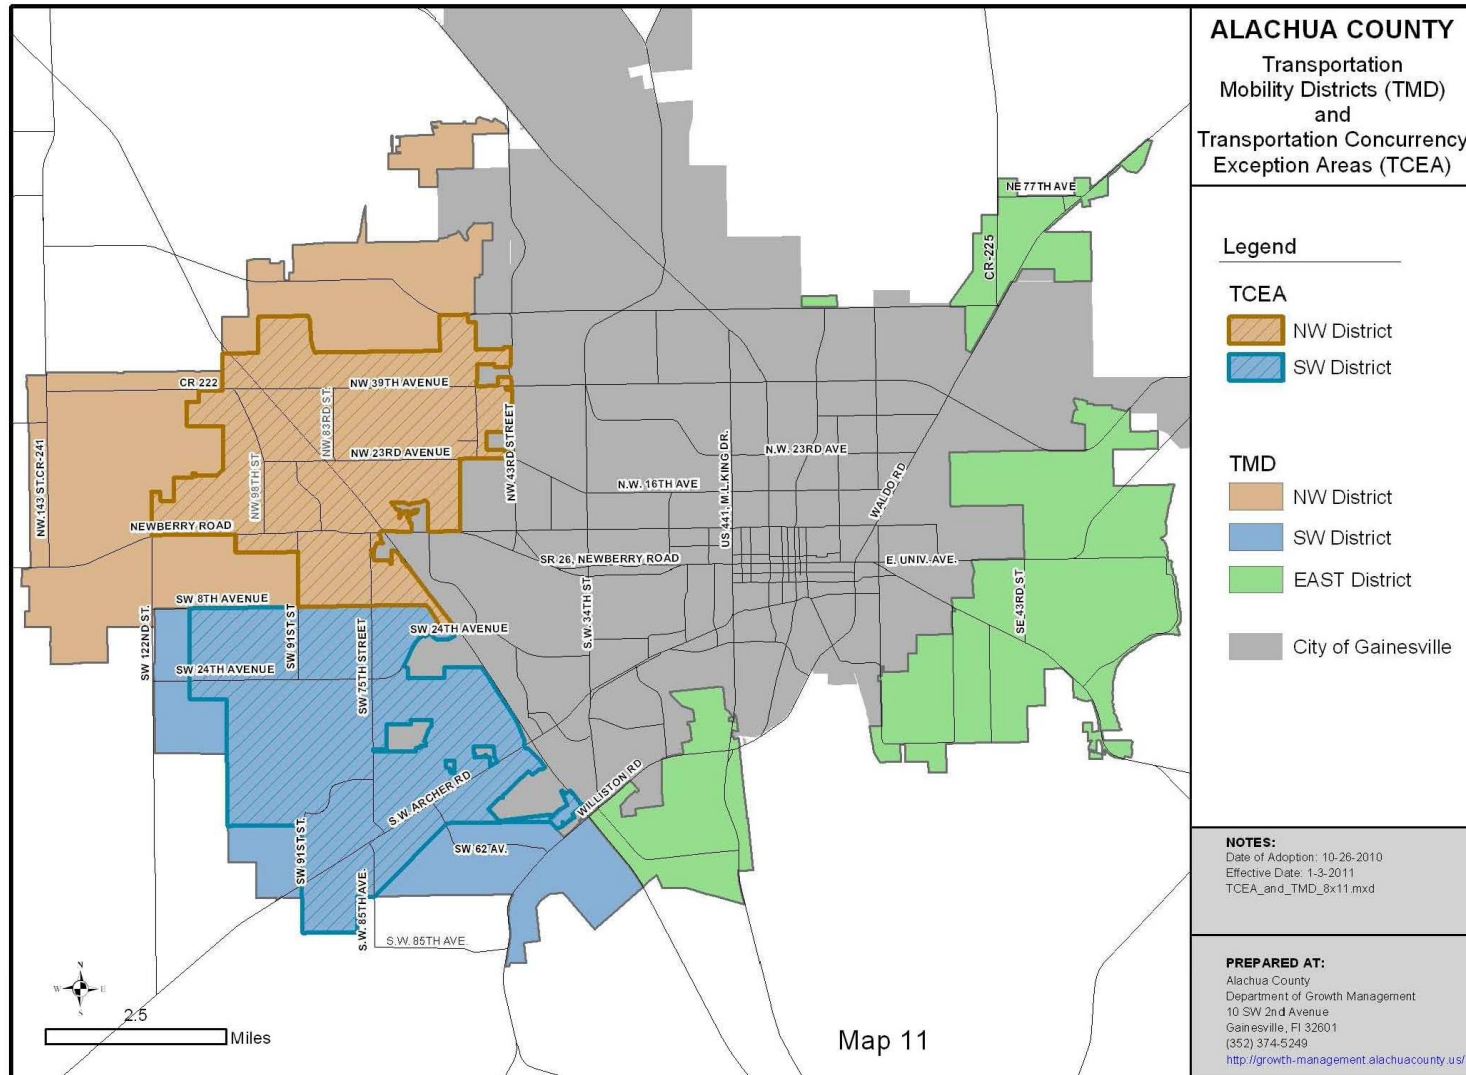 ALACHUA COUNTY
Transportation
Mobility Districts (TMD)
and
Transportation Concurrency
Exception Areas (TCEA)
Legend
TCEA
NW District
SW District
TMD
NW District
SW District
EAST District
City of Gainesville
NOTES:
Date of Adoption: 10-26-2010
Effective Date: 1-3-2011
TCEA_and_TMD_8x11.mxd
PREPARED AT:
Alachua County
Department of Growth Management
10 SW 2nd Avenue
Gainesville, Fl 32601
(352) 374-5249
http://growth-management.alachuacounty.us/
NE 77TH AVE
CR-225
CR-222
NW 39TH AVENUE
NW 83RD ST.
NW 43RD STREET
NW 143 ST.CR-241
NW 98TH ST.
NW 23RD AVENUE
N.W. 23RD AVE
US 441, M.L.KING DR.
N.W. 16TH AVE
WALDO RD
NEWBERRY ROAD
SR 26, NEWBERRY ROAD
E. UNIV. AVE.
SW 8TH AVENUE
S.W. 34TH ST.
SE 43RD ST
SW 122ND ST.
SW 91ST ST
SW 24TH AVENUE
SW 24TH AVENUE
SW 75TH STREET
S.W. ARCHER RD
WILLISTON RD
SW 91ST ST.
SW 62 AV.
S.W. 85TH AVE.
S.W. 85TH AVE.
N
W
E
S
2.5
Miles
Map 11